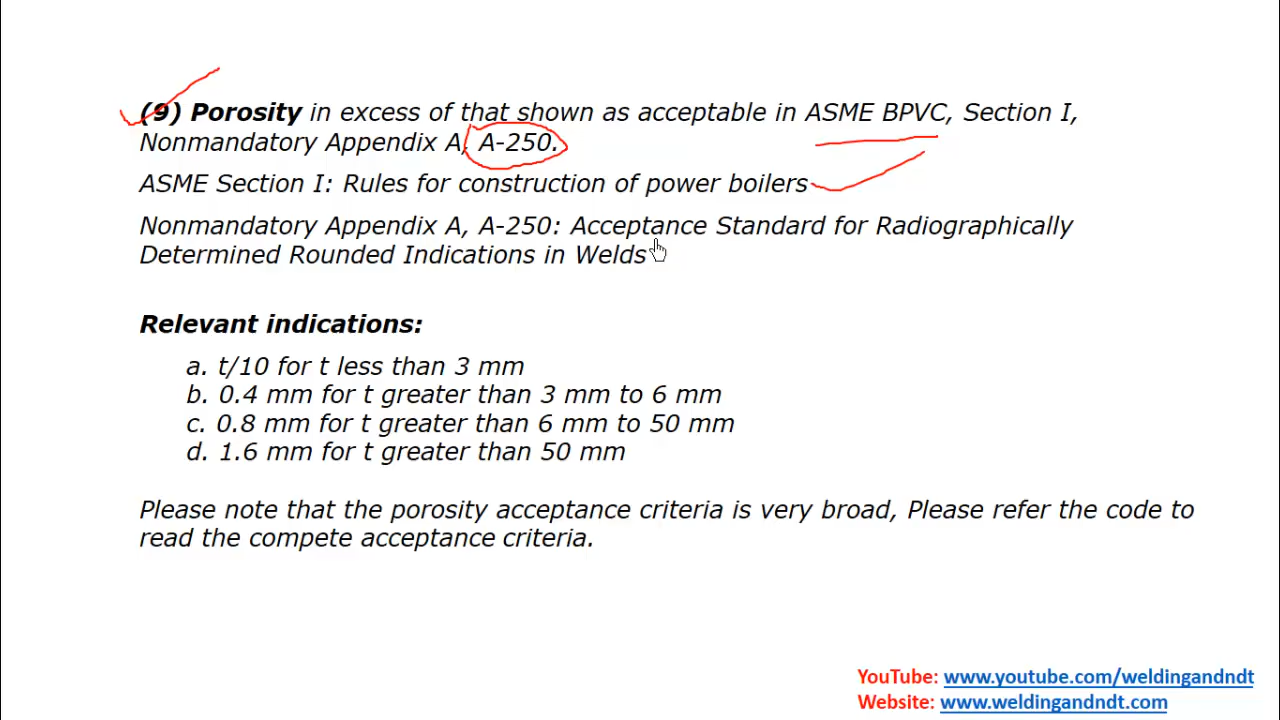 (9) Porosity in excess of that shown as acceptable in ASME BPVC, Section I,
Nonmandatory Appendix A, A-250.
ASME Section I: Rules for construction of power boilers
Nonmandatory Appendix A, A-250: Acceptance Standard for Radiographically
Determined Rounded Indications in Welds
Relevant indications:
a. t/10 for t less than 3 mm
b. 0.4 mm for t greater than 3 mm to 6 mm
c. 0.8 mm for t greater than 6 mm to 50 mm
d. 1.6 mm for t greater than 50 mm
Please note that the porosity acceptance criteria is very broad, Please refer the code to
read the compete acceptance criteria.
YouTube: www.youtube.com/weldingandndt
Website: www.weldingandndt.com